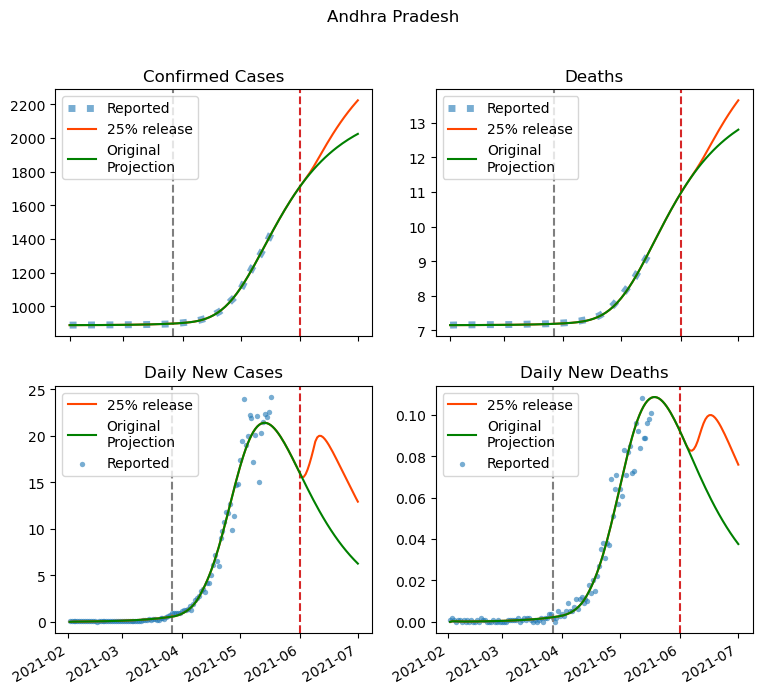 Andhra Pradesh
Confirmed Cases
Reported
25% release
Original
Projection
2200
2000
1800
1600
1400
1200
1000
Deaths
Reported
25% release
Original
Projection
13
12
11
10
9
8
7
Daily New Cases
25% release
Original
Projection
Reported
25
20
15
10
5
0
2021-02
2021-03
2021-04
2021-05
2021-06
2021-07
Daily New Deaths
25% release
Original
Projection
Reported
0.10
0.08
0.06
0.04
0.02
0.00
2021-02
2021-03
2021-04
2021-05
2021-06
2021-07